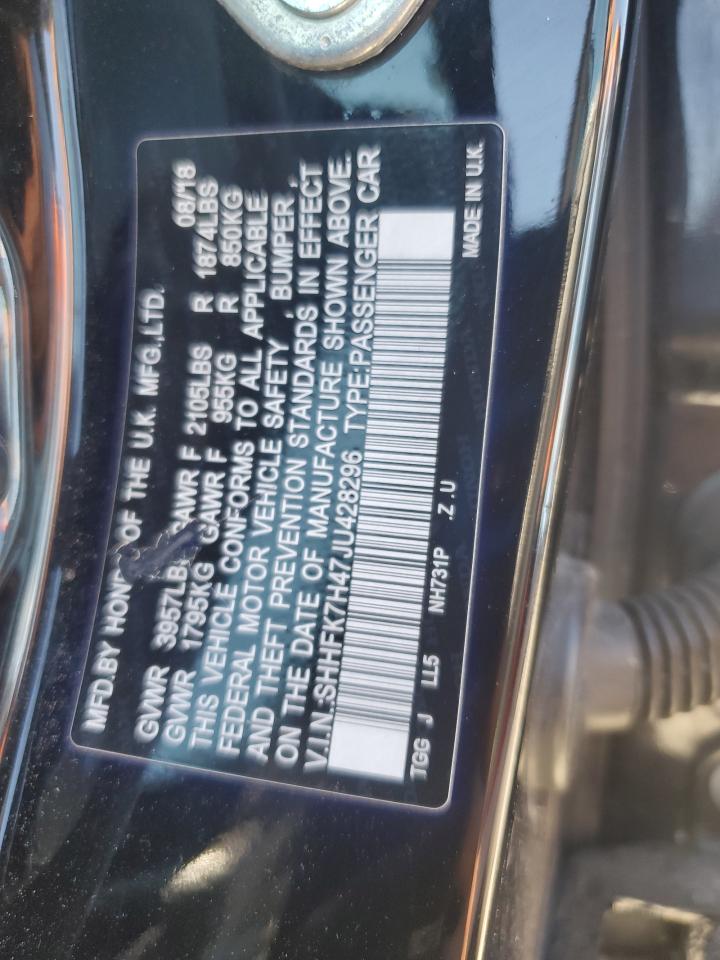 MFD.BY HONDA OF THE U.K. MFG.,LTD. 08/18
GVWR 3957LBS GAWR F 2105LBS R 1874LBS
GVWR 1795KG GAWR F 955KG R 850KG
THIS VEHICLE CONFORMS TO ALL APPLICABLE
FEDERAL MOTOR VEHICLE SAFETY , BUMPER ,
AND THEFT PREVENTION STANDARDS IN EFFECT
ON THE DATE OF MANUFACTURE SHOWN ABOVE.
V.I.N.:SHHFK7H47JU428296 TYPE:PASSENGER CAR
TGG J LL5 NH731P .Z .U MADE IN U.K.